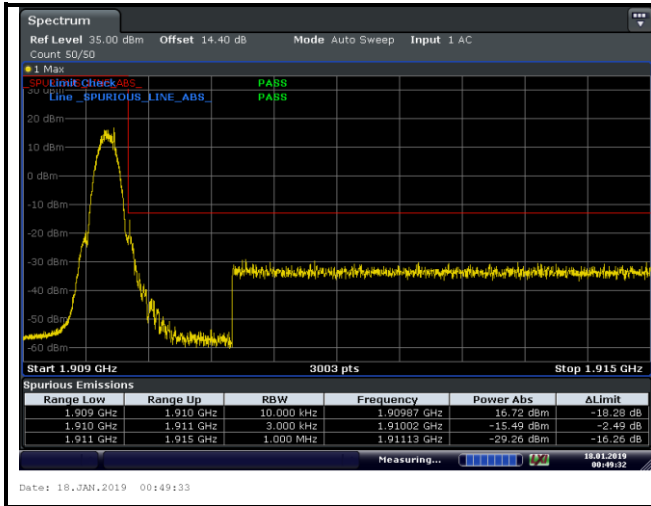 Spectrum
Ref Level 35.00 dBm Offset 14.40 dB Mode Auto Sweep Input 1 AC
Count 50/50
1 Max
Limit Check PASS
Line _SPURIOUS_LINE_ABS_ PASS
20 dBm
10 dBm
0 dBm
-10 dBm
-20 dBm
-30 dBm
-40 dBm
-50 dBm
-60 dBm
Start 1.909 GHz 3003 pts Stop 1.915 GHz
Spurious Emissions
Range Low Range Up RBW Frequency Power Abs ΔLimit
1.909 GHz 1.910 GHz 10.000 kHz 1.90987 GHz 16.72 dBm -18.28 dB
1.910 GHz 1.911 GHz 3.000 kHz 1.91002 GHz -15.49 dBm -2.49 dB
1.911 GHz 1.915 GHz 1.000 MHz 1.91113 GHz -29.26 dBm -16.26 dB
Measuring... 18.01.2019
00:49:32
Date: 18.JAN.2019 00:49:33